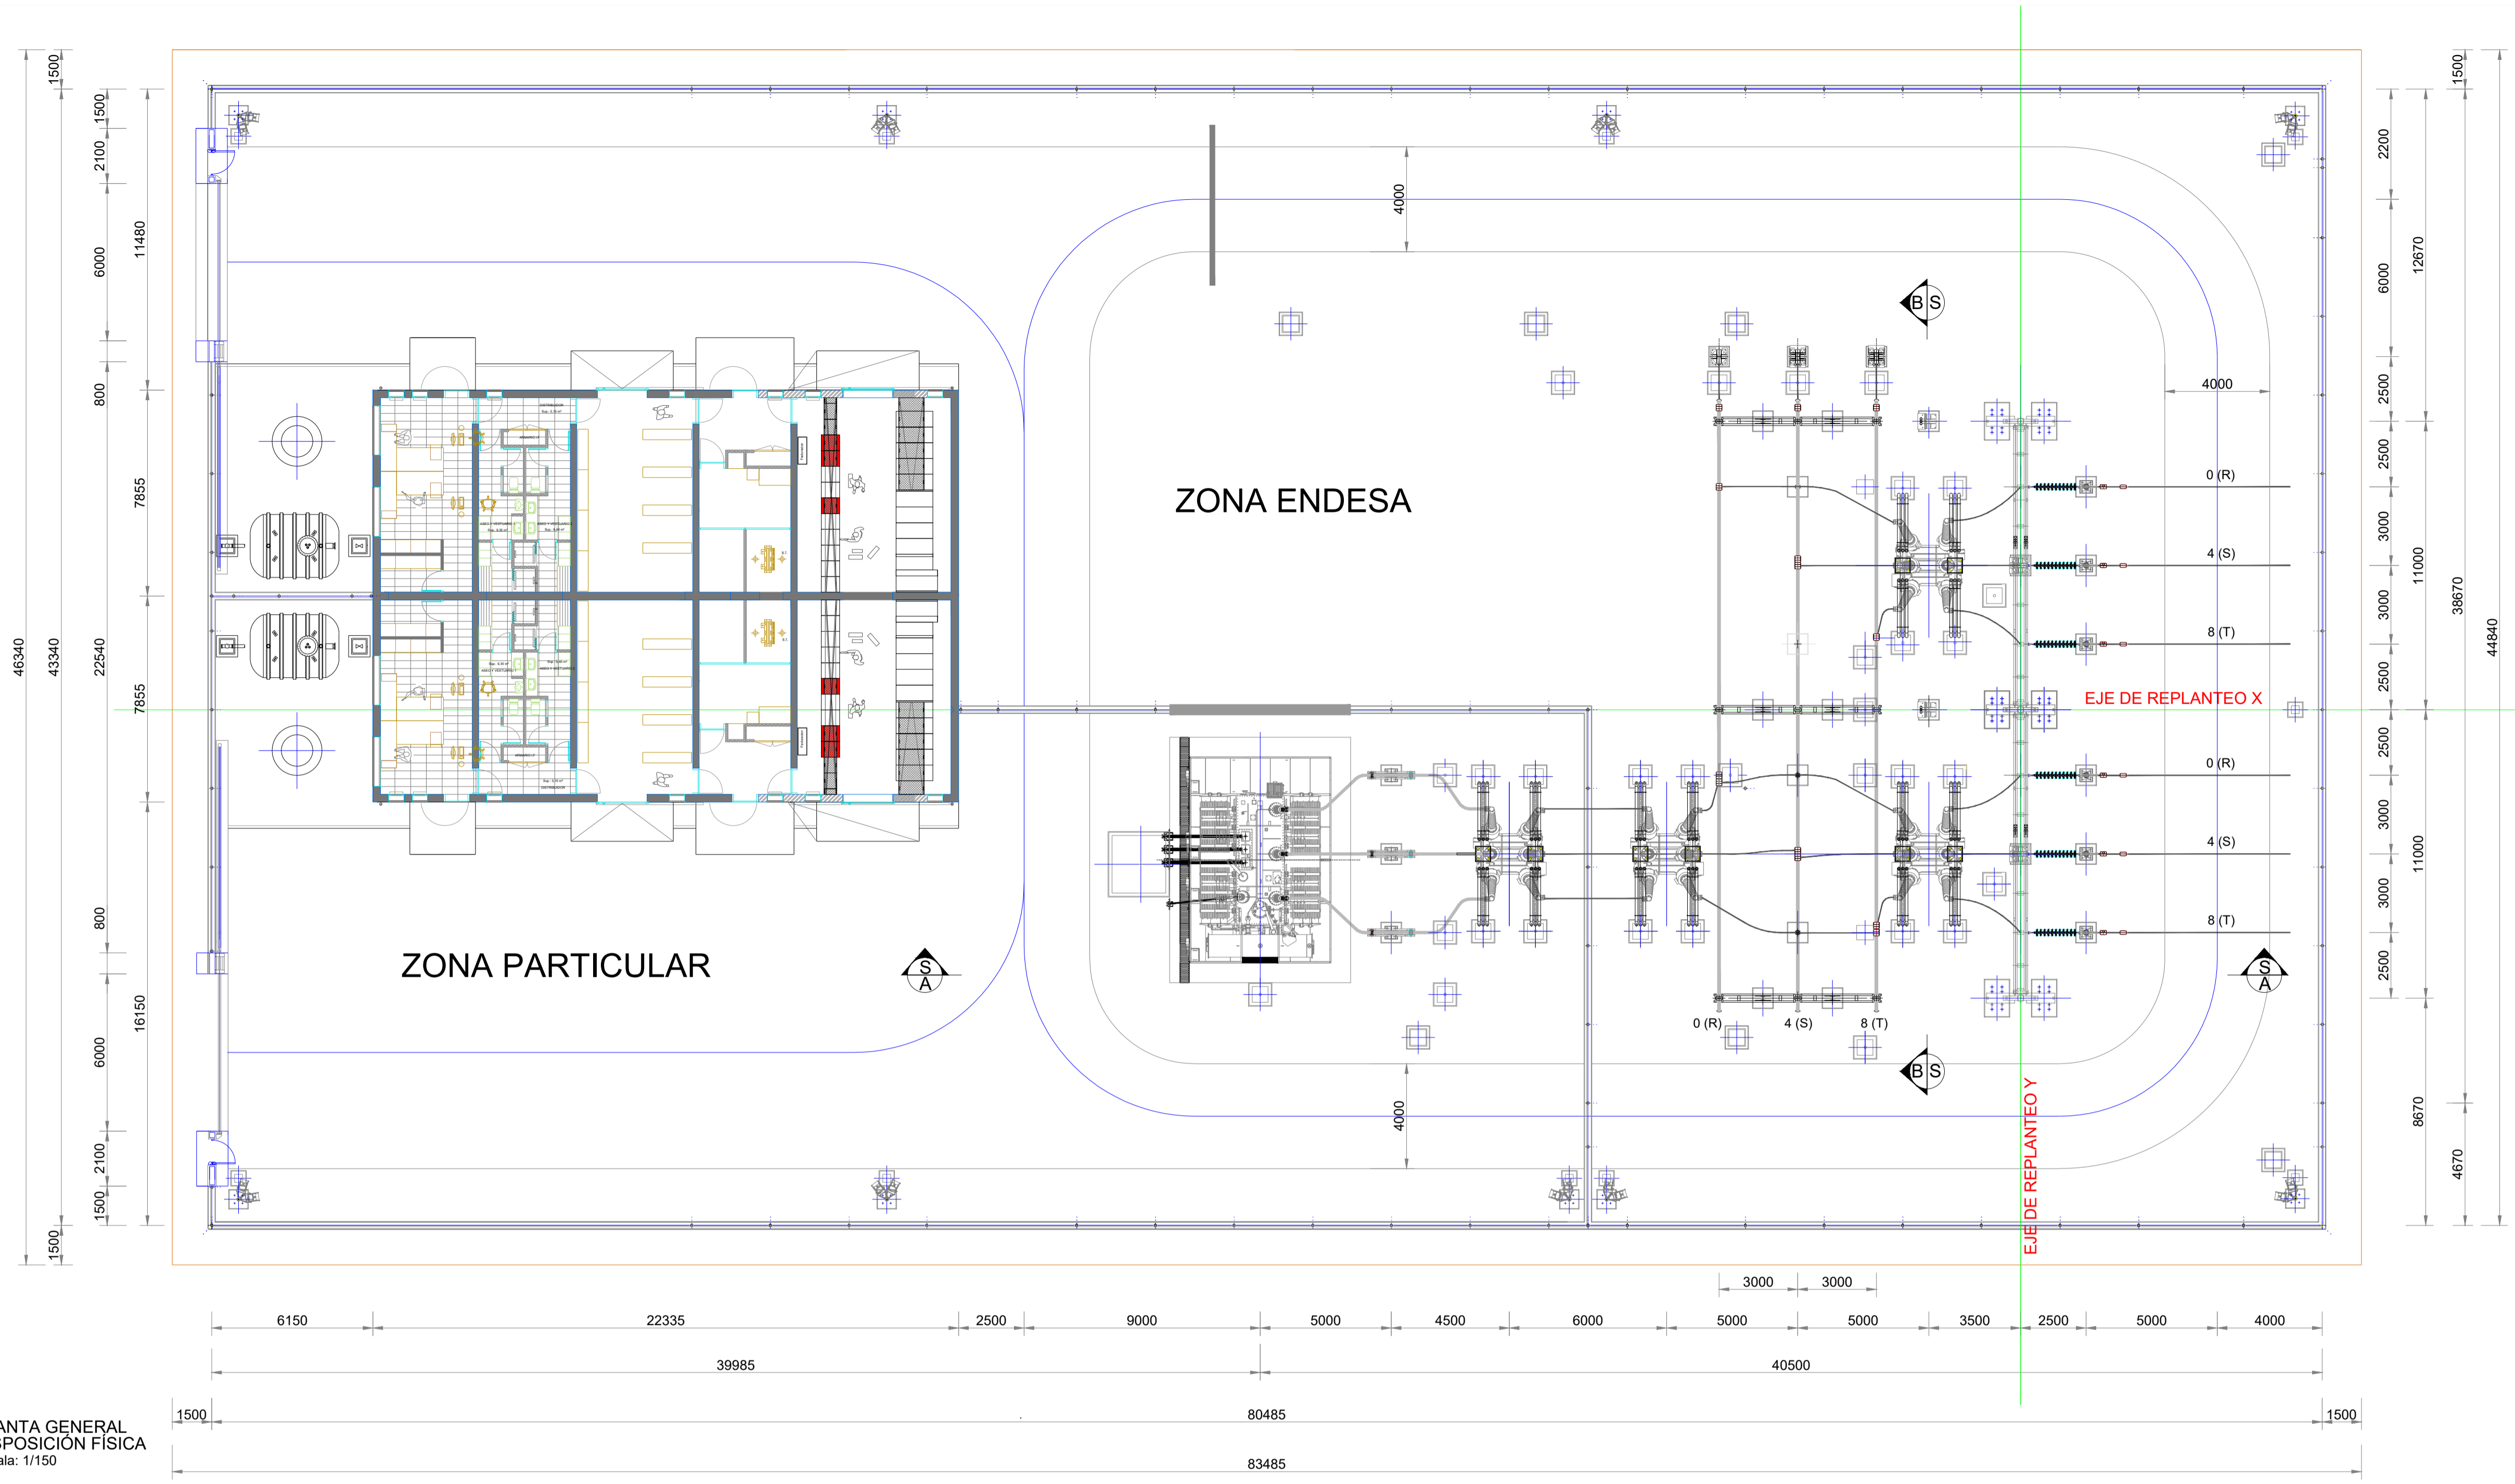 1500
1500
2100
6000
800
22540
800
6000
2100
1500
1500
46340
43340
11480
7855
7855
16150
4000
4000
4000
4000
ZONA ENDESA
ZONA PARTICULAR
B S
B S
S
A
S
A
0 (R)
4 (S)
8 (T)
EJE DE REPLANTEO X
0 (R)
4 (S)
8 (T)
0 (R)
4 (S)
8 (T)
EJE DE REPLANTEO Y
1500
2200
6000
2500
2500
3000
3000
2500
2500
3000
3000
2500
12670
11000
11000
8670
38670
4670
44840
3000
3000
6150
22335
2500
9000
5000
4500
6000
5000
5000
3500
2500
5000
4000
39985
40500
1500
80485
1500
83485
ANTA GENERAL
SPOSICIÓN FÍSICA
ala: 1/150